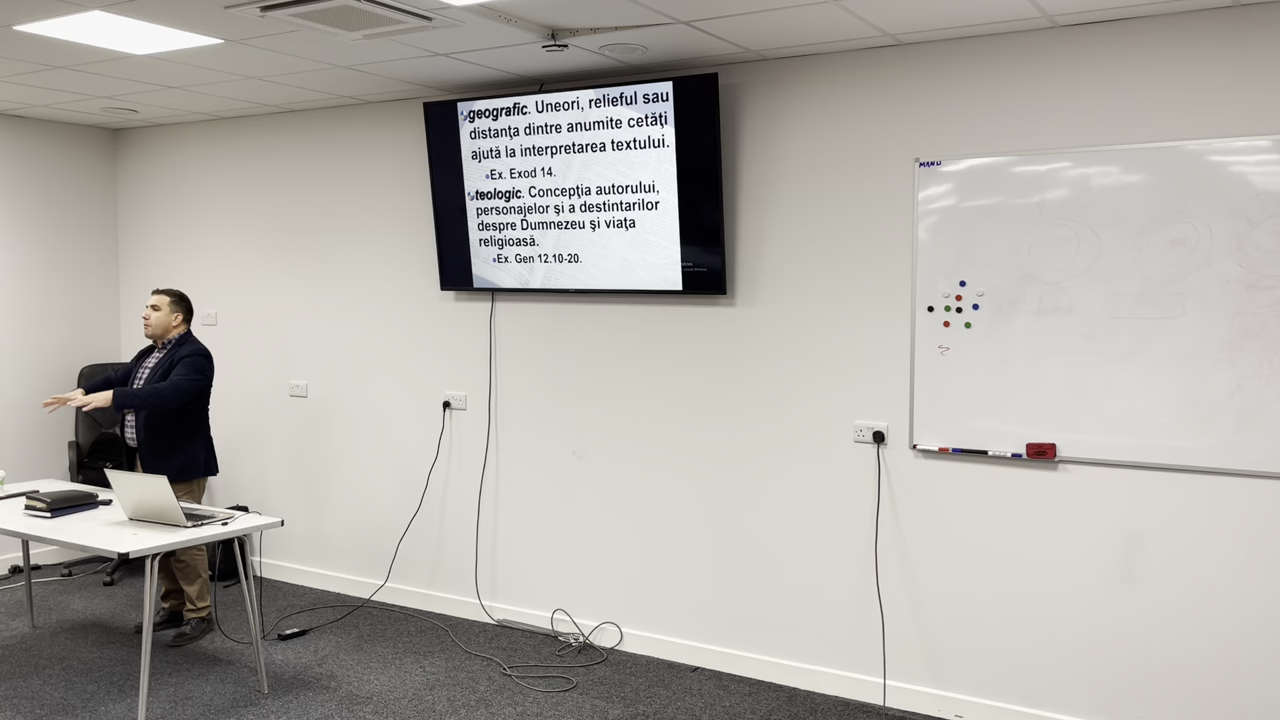 geografic. Uneori, relieful sau
distanţa dintre anumite cetăţi
ajută la interpretarea textului.
Ex. Exod 14.
teologic. Concepţia autorului,
personajelor şi a destintarilor
despre Dumnezeu şi viaţa
religioasă.
Ex. Gen 12.10-20.